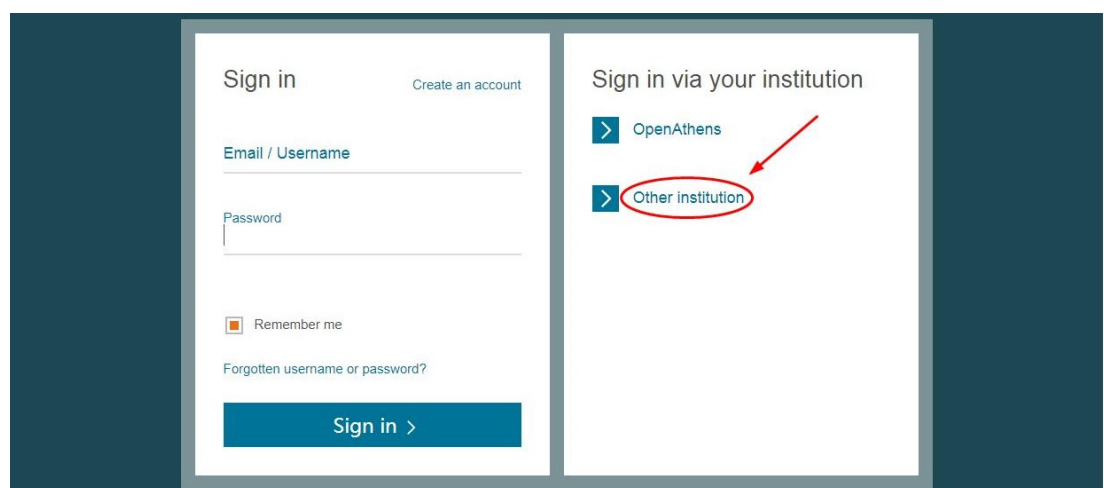 Sign in
Create an account
Email / Username
Password
Remember me
Forgotten username or password?
Sign in >
Sign in via your institution
OpenAthens
Other institution